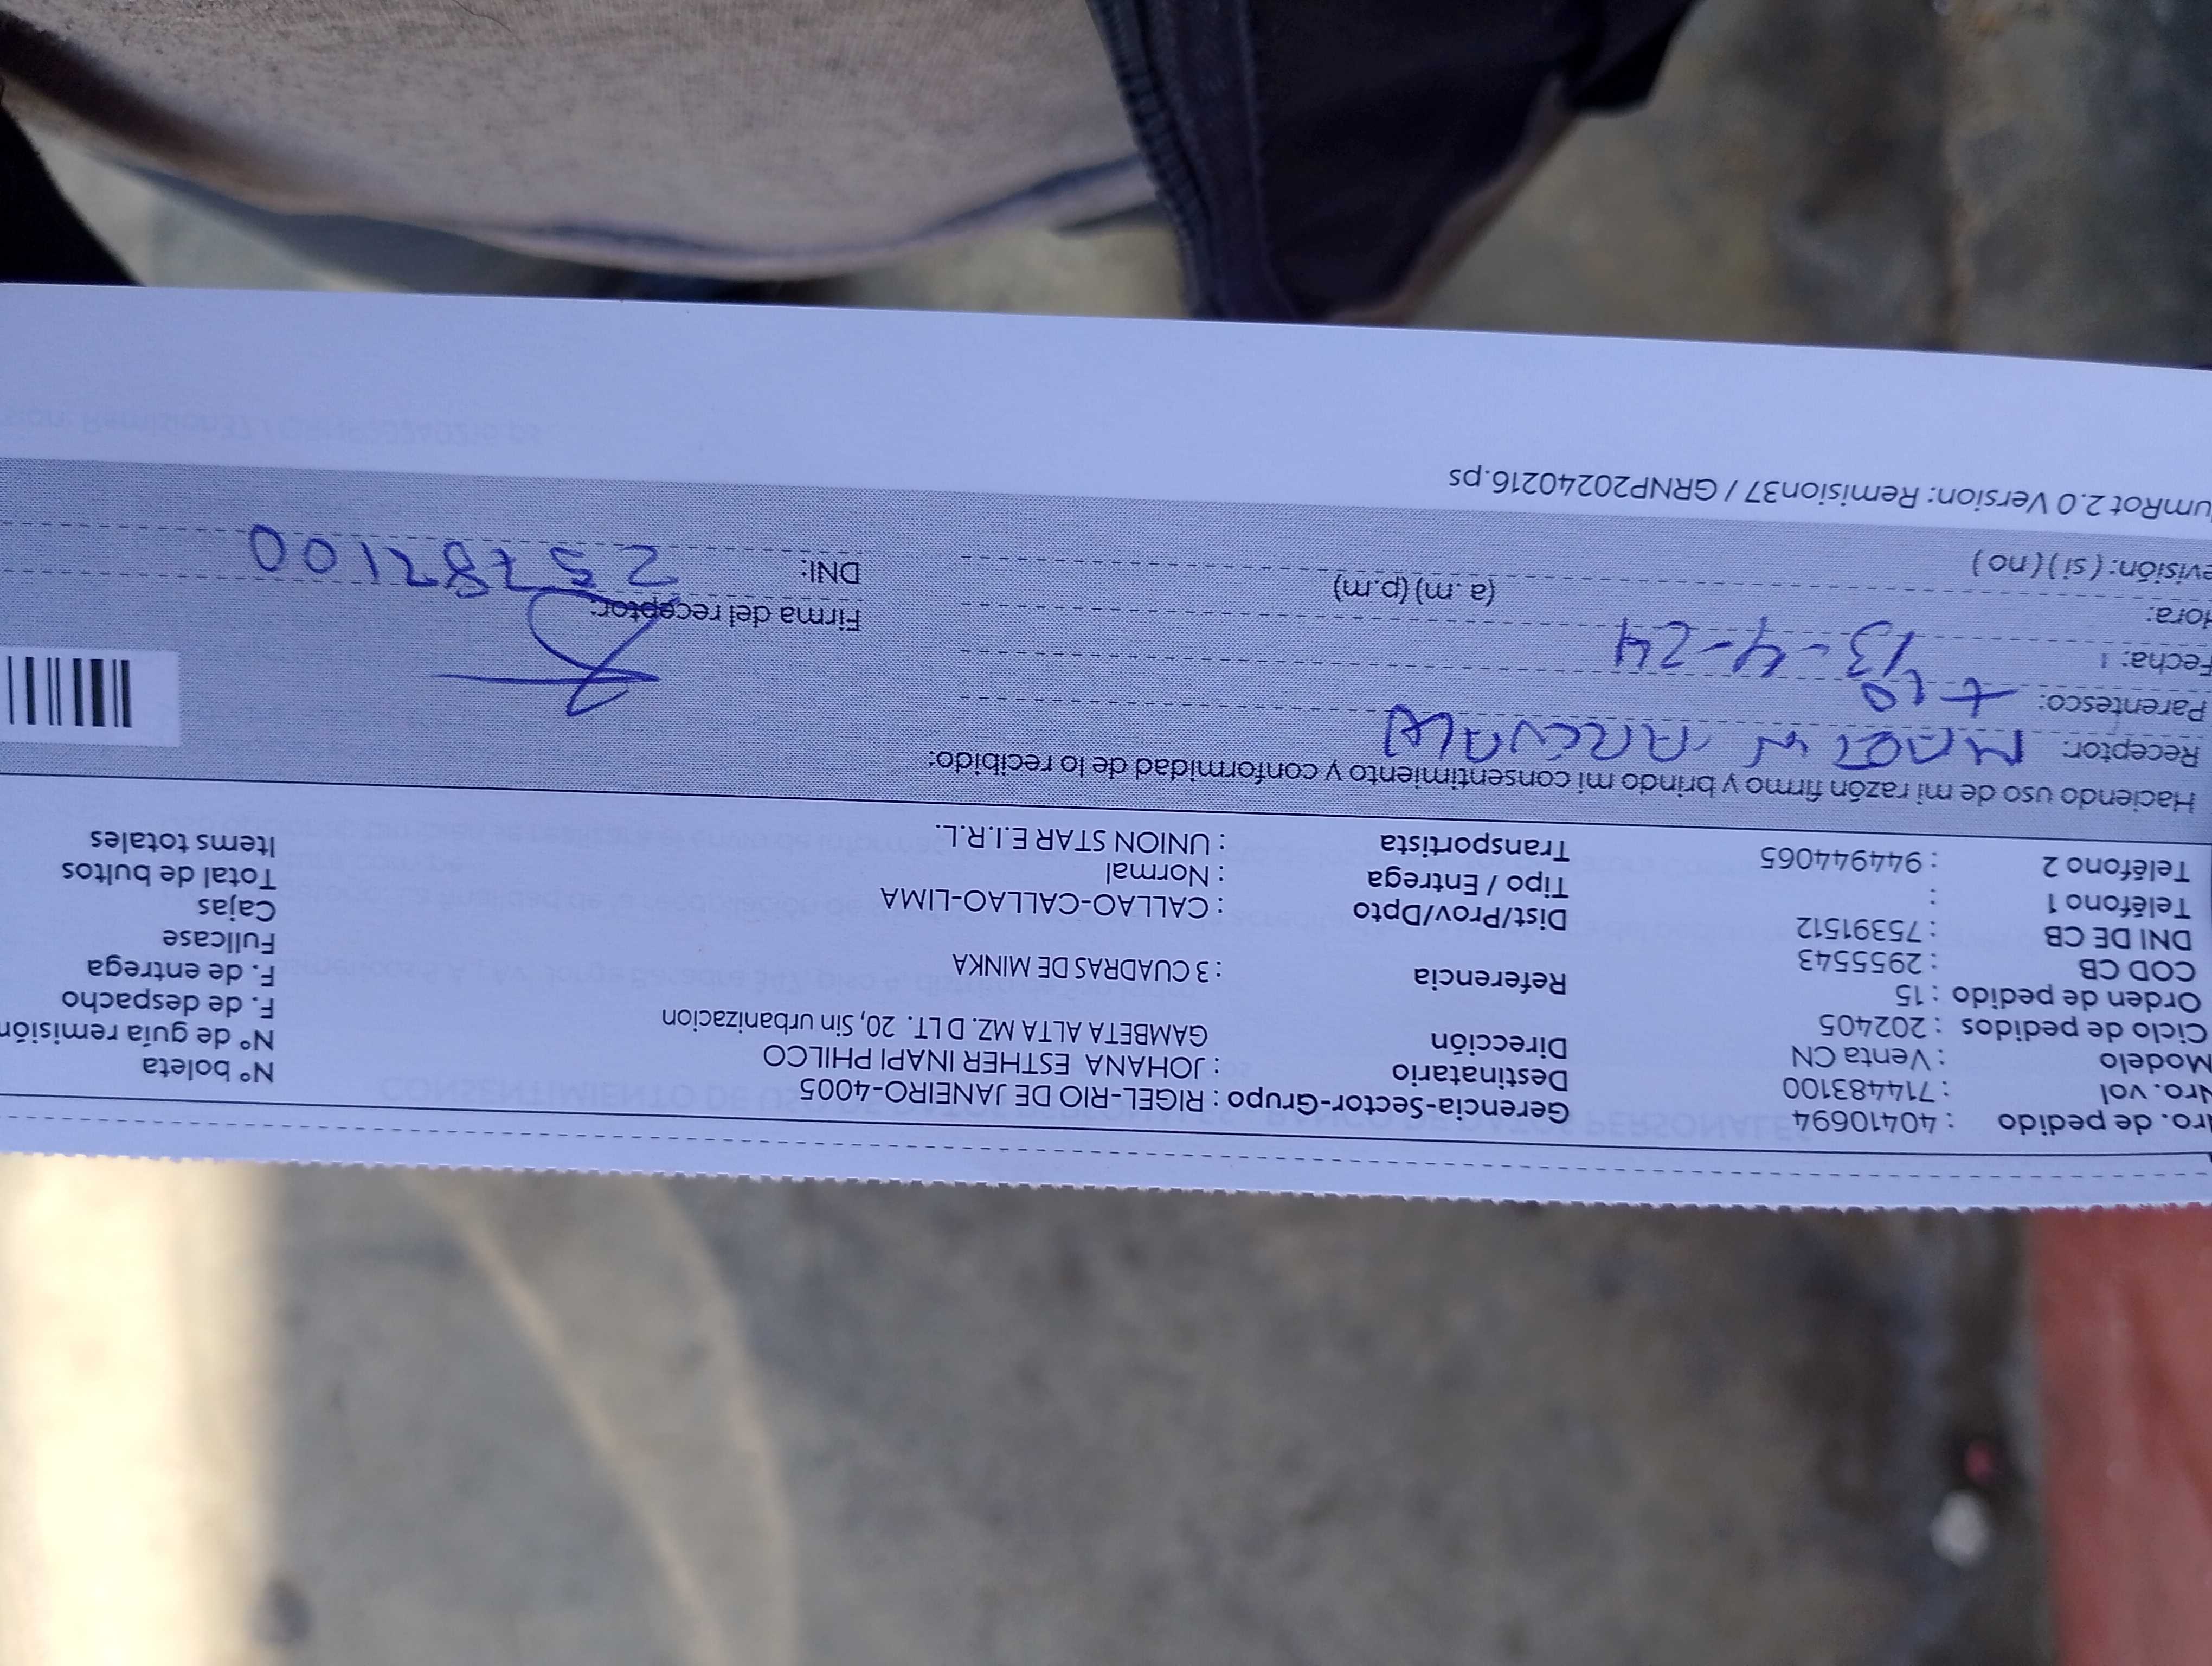 ro. de pedido : 40410694 Gerencia-Sector-Grupo : RIGEL-RIO DE JANEIRO-4005 N° boleta
Nro. vol : 714483100 Destinatario : JOHANA ESTHER INAPI PHILCO N° de guía remisión
Modelo : Venta CN Dirección GAMBETA ALTA MZ. D LT. 20, Sin urbanizacion F. de despacho
Ciclo de pedidos : 202405 F. de entrega
Orden de pedido : 15 Referencia : 3 CUADRAS DE MINKA Fullcase
COD CB : 2955543 Cajas
DNI DE CB : 75391512 Dist/Prov/Dpto : CALLAO-CALLAO-LIMA Total de bultos
Teléfono 1 : Tipo / Entrega : Normal Items totales
Teléfono 2 : 944944065 Transportista : UNION STAR E.I.R.L.
Haciendo uso de mi razón firmo y brindo mi consentimiento y conformidad de lo recibido:
Receptor: MARTIN AREVALO
Parentesco: tio
Fecha: 13-4-24 Firma del receptor:
Hora: (a.m) (p.m) DNI: 257871100
evisión: ( si ) ( no )
umRot 2.0 Version: Remision37 / GRNP20240216.ps